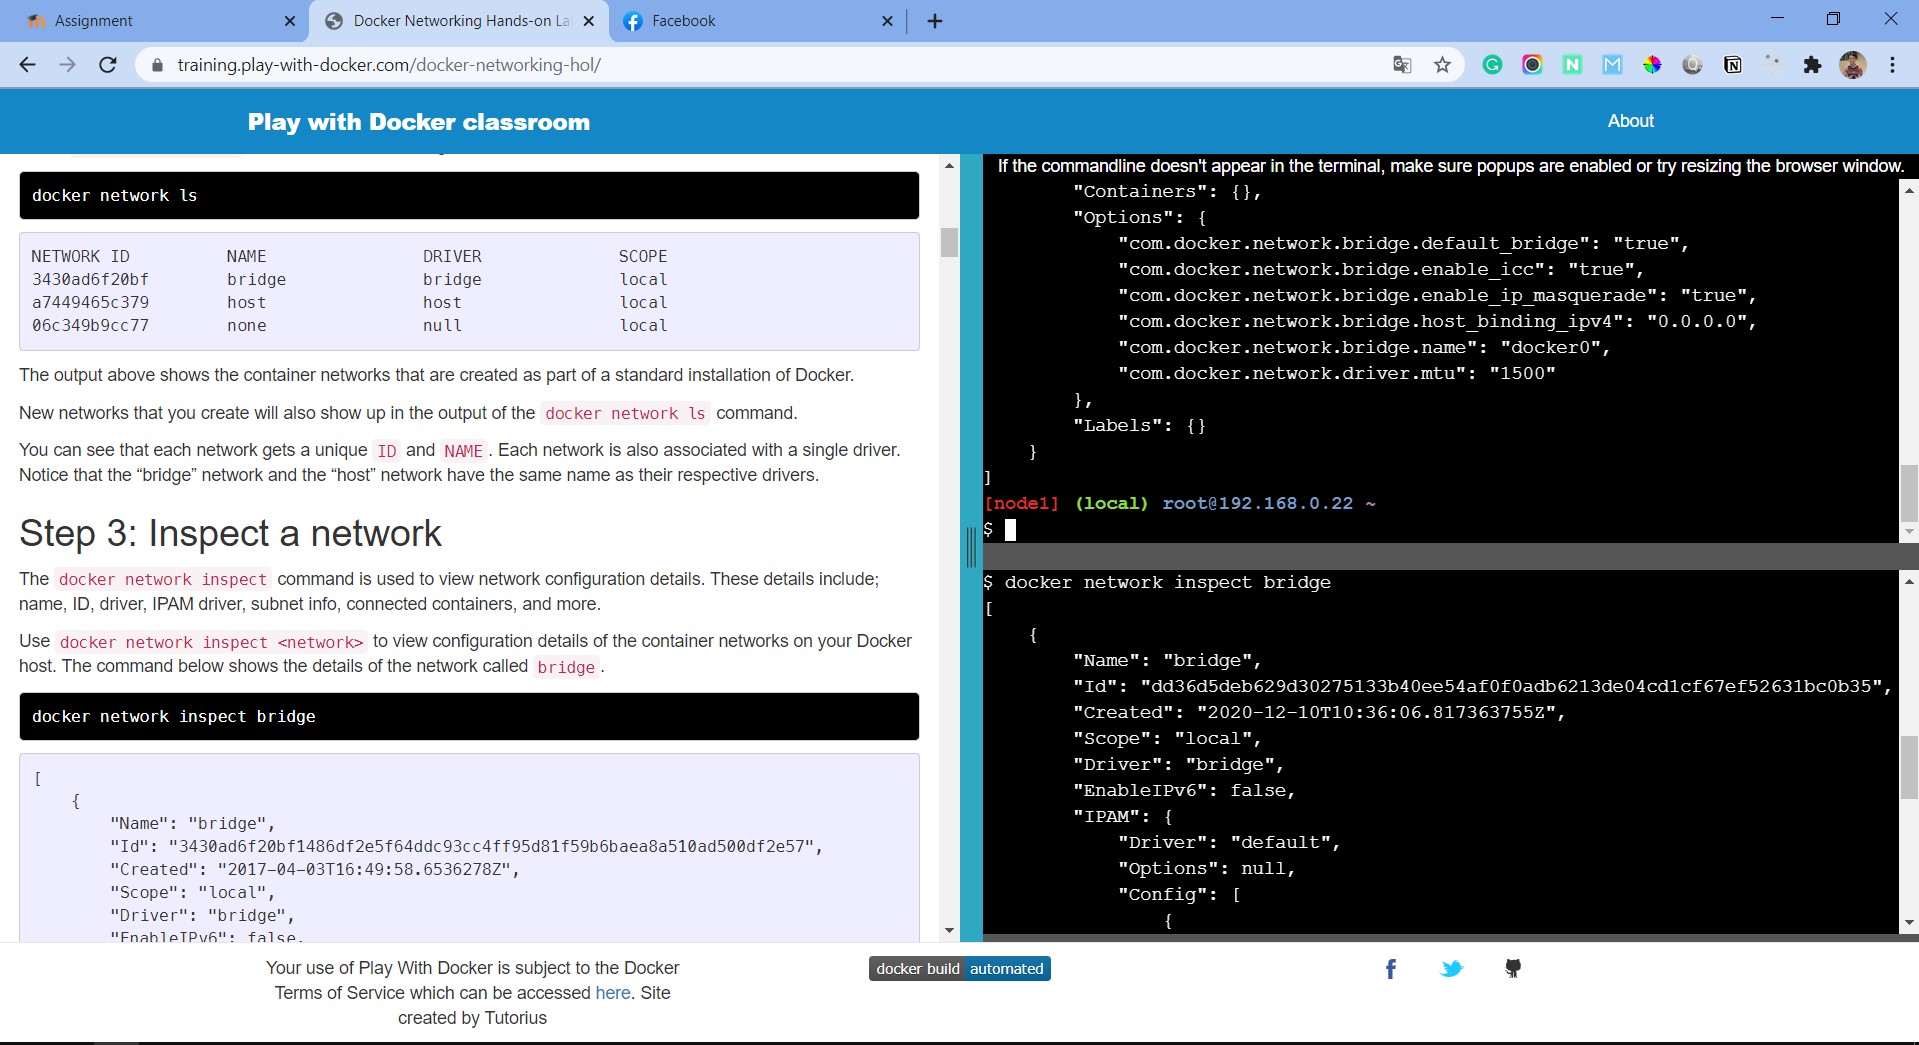 Assignment
Docker Networking Hands-on La
Facebook
training.play-with-docker.com/docker-networking-hol/
Play with Docker classroom
About
docker network ls
NETWORK ID NAME DRIVER SCOPE
3430ad6f20bf bridge bridge local
a7449465c379 host host local
06c349b9cc77 none null local
The output above shows the container networks that are created as part of a standard installation of Docker.
New networks that you create will also show up in the output of the docker network ls command.
You can see that each network gets a unique ID and NAME . Each network is also associated with a single driver.
Notice that the “bridge” network and the “host” network have the same name as their respective drivers.
Step 3: Inspect a network
The docker network inspect command is used to view network configuration details. These details include;
name, ID, driver, IPAM driver, subnet info, connected containers, and more.
Use docker network inspect <network> to view configuration details of the container networks on your Docker
host. The command below shows the details of the network called bridge .
docker network inspect bridge
[
{
"Name": "bridge",
"Id": "3430ad6f20bf1486df2e5f64ddc93cc4ff95d81f59b6baea8a510ad500df2e57",
"Created": "2017-04-03T16:49:58.6536278Z",
"Scope": "local",
"Driver": "bridge",
"EnableIPv6": false,
If the commandline doesn't appear in the terminal, make sure popups are enabled or try resizing the browser window.
"Containers": {},
"Options": {
"com.docker.network.bridge.default_bridge": "true",
"com.docker.network.bridge.enable_icc": "true",
"com.docker.network.bridge.enable_ip_masquerade": "true",
"com.docker.network.bridge.host_binding_ipv4": "0.0.0.0",
"com.docker.network.bridge.name": "docker0",
"com.docker.network.driver.mtu": "1500"
},
"Labels": {}
}
]
[node1] (local) root@192.168.0.22 ~
$
$ docker network inspect bridge
[
{
"Name": "bridge",
"Id": "dd36d5deb629d30275133b40ee54af0f0adb6213de04cd1cf67ef52631bc0b35",
"Created": "2020-12-10T10:36:06.817363755Z",
"Scope": "local",
"Driver": "bridge",
"EnableIPv6": false,
"IPAM": {
"Driver": "default",
"Options": null,
"Config": [
{
Your use of Play With Docker is subject to the Docker
Terms of Service which can be accessed here. Site
created by Tutorius
docker build automated